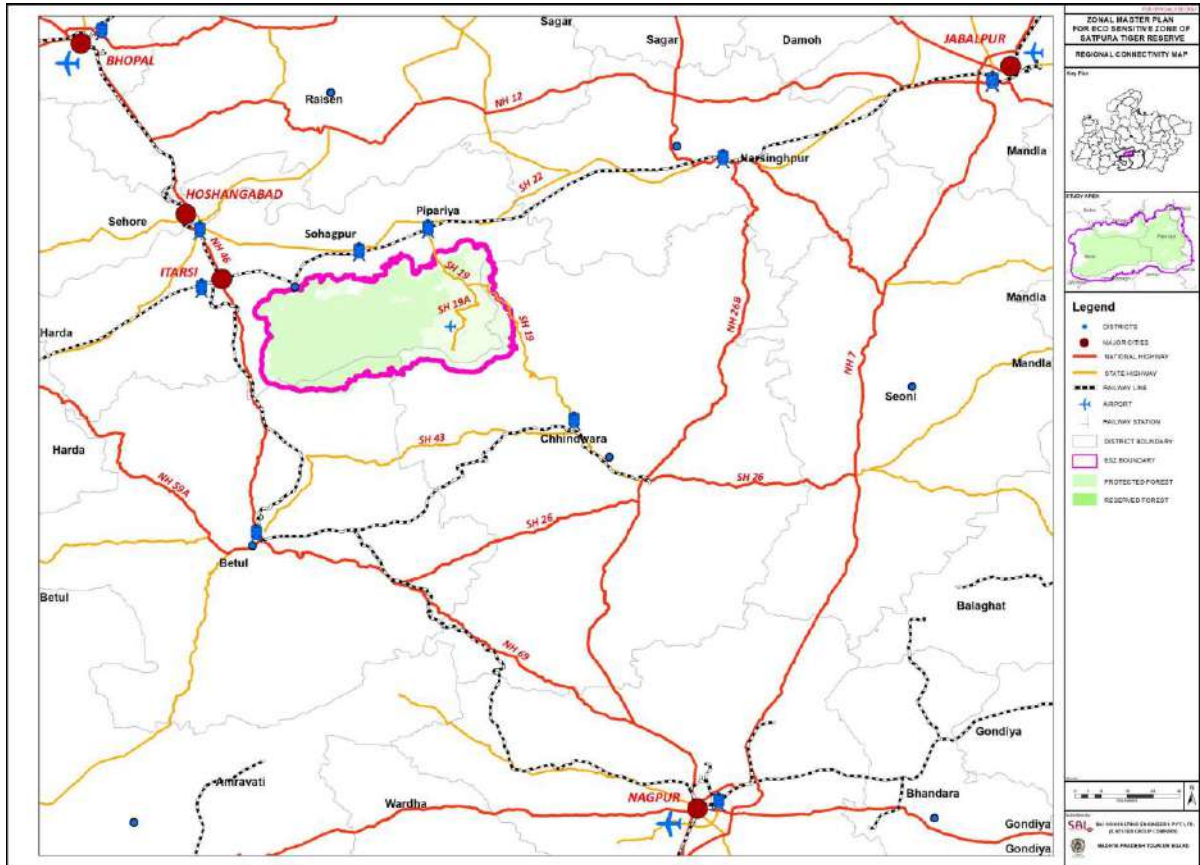 ZONAL MASTER PLAN
FOR ECO SENSITIVE ZONE OF
SATPURA TIGER RESERVE
REGIONAL CONNECTIVITY MAP
Key Plan
STUDY AREA
Legend
DISTRICTS
MAJOR CITIES
NATIONAL HIGHWAY
STATE HIGHWAY
RAILWAY LINE
AIRPORT
RAILWAY STATION
DISTRICT BOUNDARY
ESZ BOUNDARY
PROTECTED FOREST
RESERVED FOREST
MADHYA PRADESH TOURISM BOARD
Sagar
Sagar
Damoh
JABALPUR
BHOPAL
Raisen
NH 12
Narsinghpur
Mandla
HOSHANGABAD
SH 22
Sehore
Pipariya
Sohagpur
NH 46
ITARSI
SH 19
SH 19A
SH 19
NH 26B
NH 7
Mandla
Harda
Mandla
Seoni
Chhindwara
SH 43
Harda
NH 59A
SH 26
SH 26
Betul
Betul
Balaghat
NH 69
Gondiya
Amravati
Wardha
NAGPUR
Bhandara
Gondiya
Gondiya